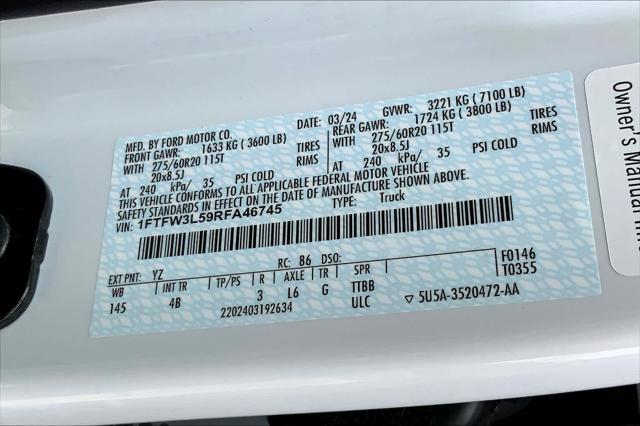 MFD. BY FORD MOTOR CO.
DATE: 03/24 GVWR: 3221 KG ( 7100 LB)
FRONT GAWR: 1633 KG ( 3600 LB)
REAR GAWR: 1724 KG ( 3800 LB)
WITH 275/60R20 115T TIRES
WITH 275/60R20 115T TIRES
20x8.5J RIMS
20x8.5J RIMS
AT 240 kPa/ 35 PSI COLD
AT 240 kPa/ 35 PSI COLD
THIS VEHICLE CONFORMS TO ALL APPLICABLE FEDERAL MOTOR VEHICLE
SAFETY STANDARDS IN EFFECT ON THE DATE OF MANUFACTURE SHOWN ABOVE.
VIN: 1FTFW3L59RFA46745
TYPE: Truck
EXT PNT: YZ RC: 86 DSO:
WB INT TR TP/PS R AXLE TR SPR
145 4B 3 L6 G TTBB
2202403192634 ULC
F0146
T0355
5U5A-3520472-AA
Owner's Manual